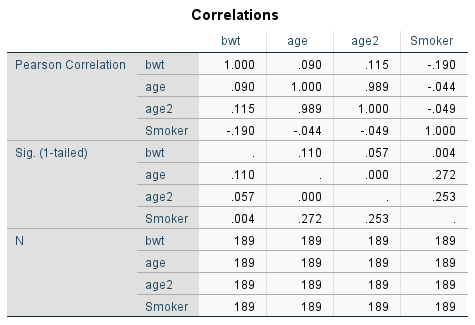 Correlations
bwt age age2 Smoker
Pearson Correlation bwt 1.000 .090 .115 -.190
age .090 1.000 .989 -.044
age2 .115 .989 1.000 -.049
Smoker -.190 -.044 -.049 1.000
Sig. (1-tailed) bwt . .110 .057 .004
age .110 . .000 .272
age2 .057 .000 . .253
Smoker .004 .272 .253 .
N bwt 189 189 189 189
age 189 189 189 189
age2 189 189 189 189
Smoker 189 189 189 189